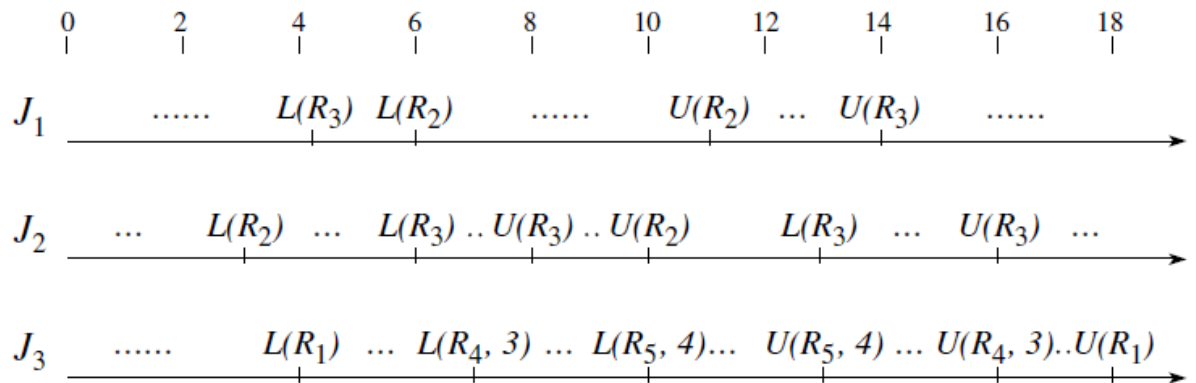 0 2 4 6 8 10 12 14 16 18
J₁ ...... L(R₃) L(R₂) ...... U(R₂) ... U(R₃) ......
J₂ ... L(R₂) ... L(R₃) .. U(R₃) .. U(R₂) L(R₃) ... U(R₃) ...
J₃ ...... L(R₁) ... L(R₄, 3) ... L(R₅, 4)... U(R₅, 4) ... U(R₄, 3)..U(R₁)